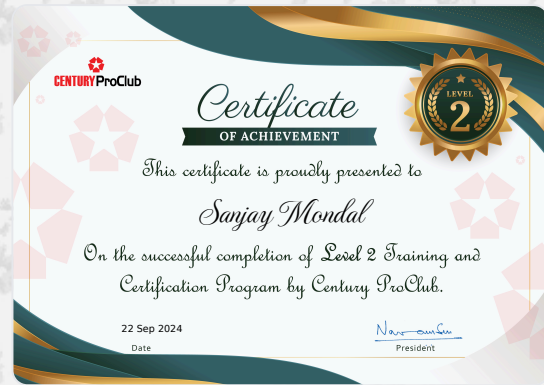 CENTURY ProClub
Certificate
OF ACHIEVEMENT
LEVEL
2
This certificate is proudly presented to
Sanjay Mondal
On the successful completion of Level 2 Training and
Certification Program by Century ProClub.
22 Sep 2024
Date
President